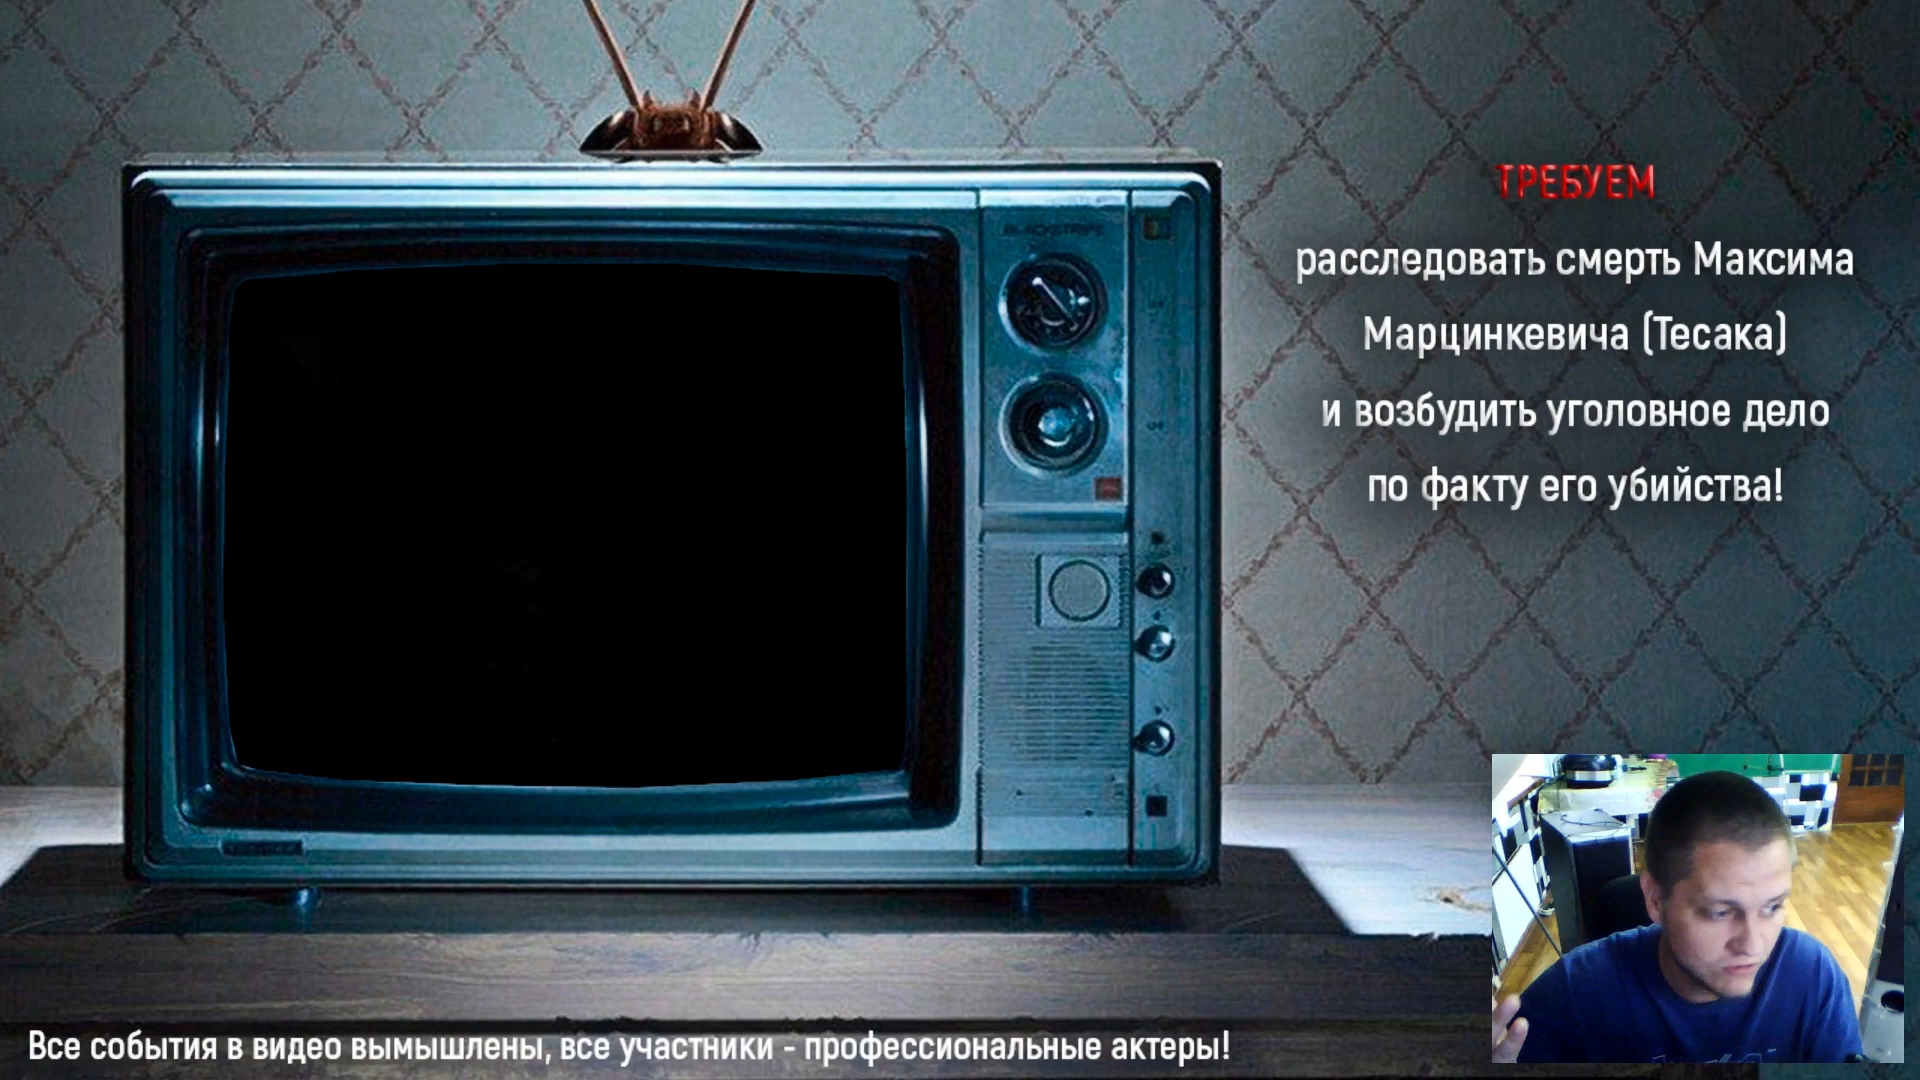 ТРЕБУЕМ
расследовать смерть Максима
Марцинкевича (Тесака)
и возбудить уголовное дело
по факту его убийства!
Все события в видео вымышлены, все участники - профессиональные актеры!